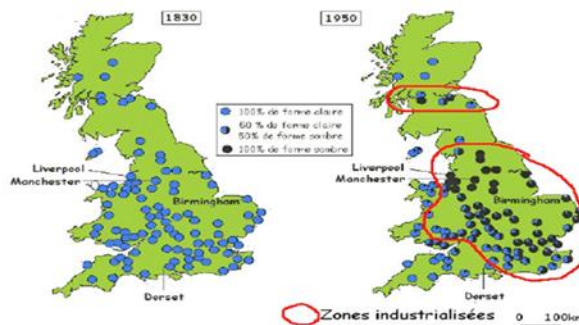 1830
1950
100% de forme claire
50 % de forme claire
50% de forme sombre
100% de forme sombre
Liverpool
Manchester
Birmingham
Dorset
Liverpool
Manchester
Birmingham
Dorset
Zones industrialisées
0 100km